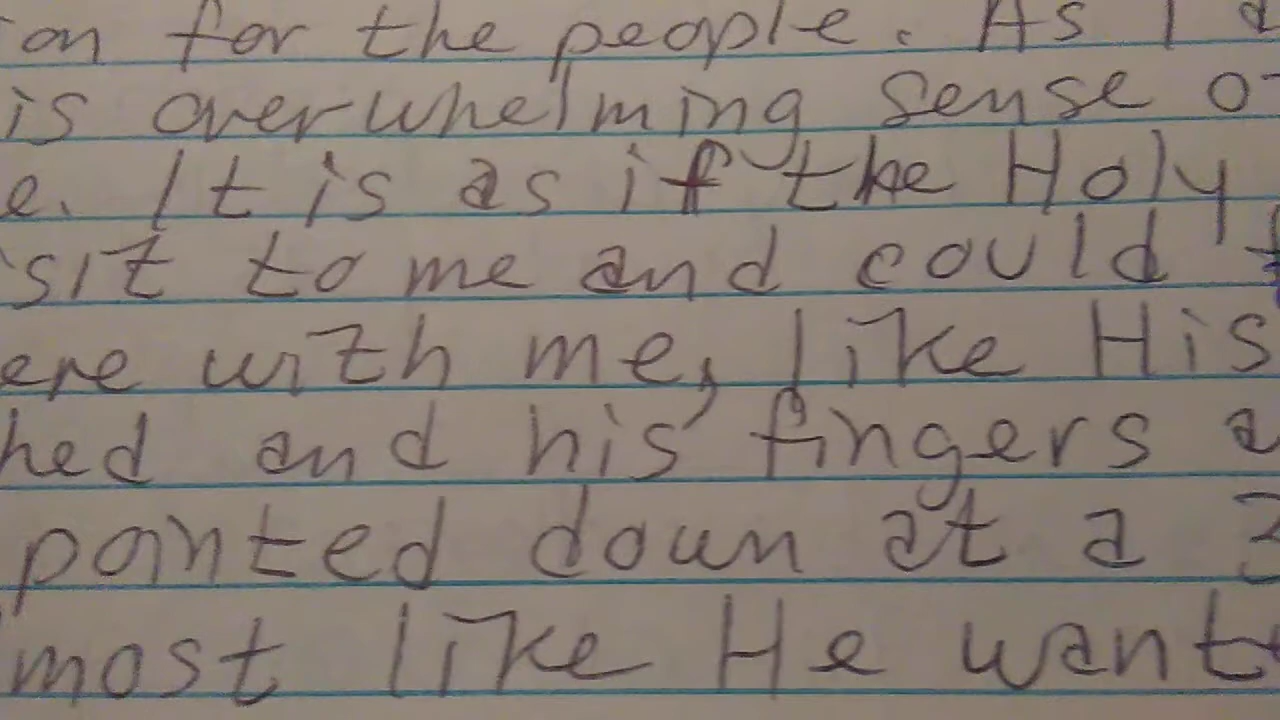 on for the people. As I a
is overwhelming sense o
e. It is as if the Holy
sit to me and could
ere with me, like His
hed and his fingers a
pointed down at a 3
most like He want